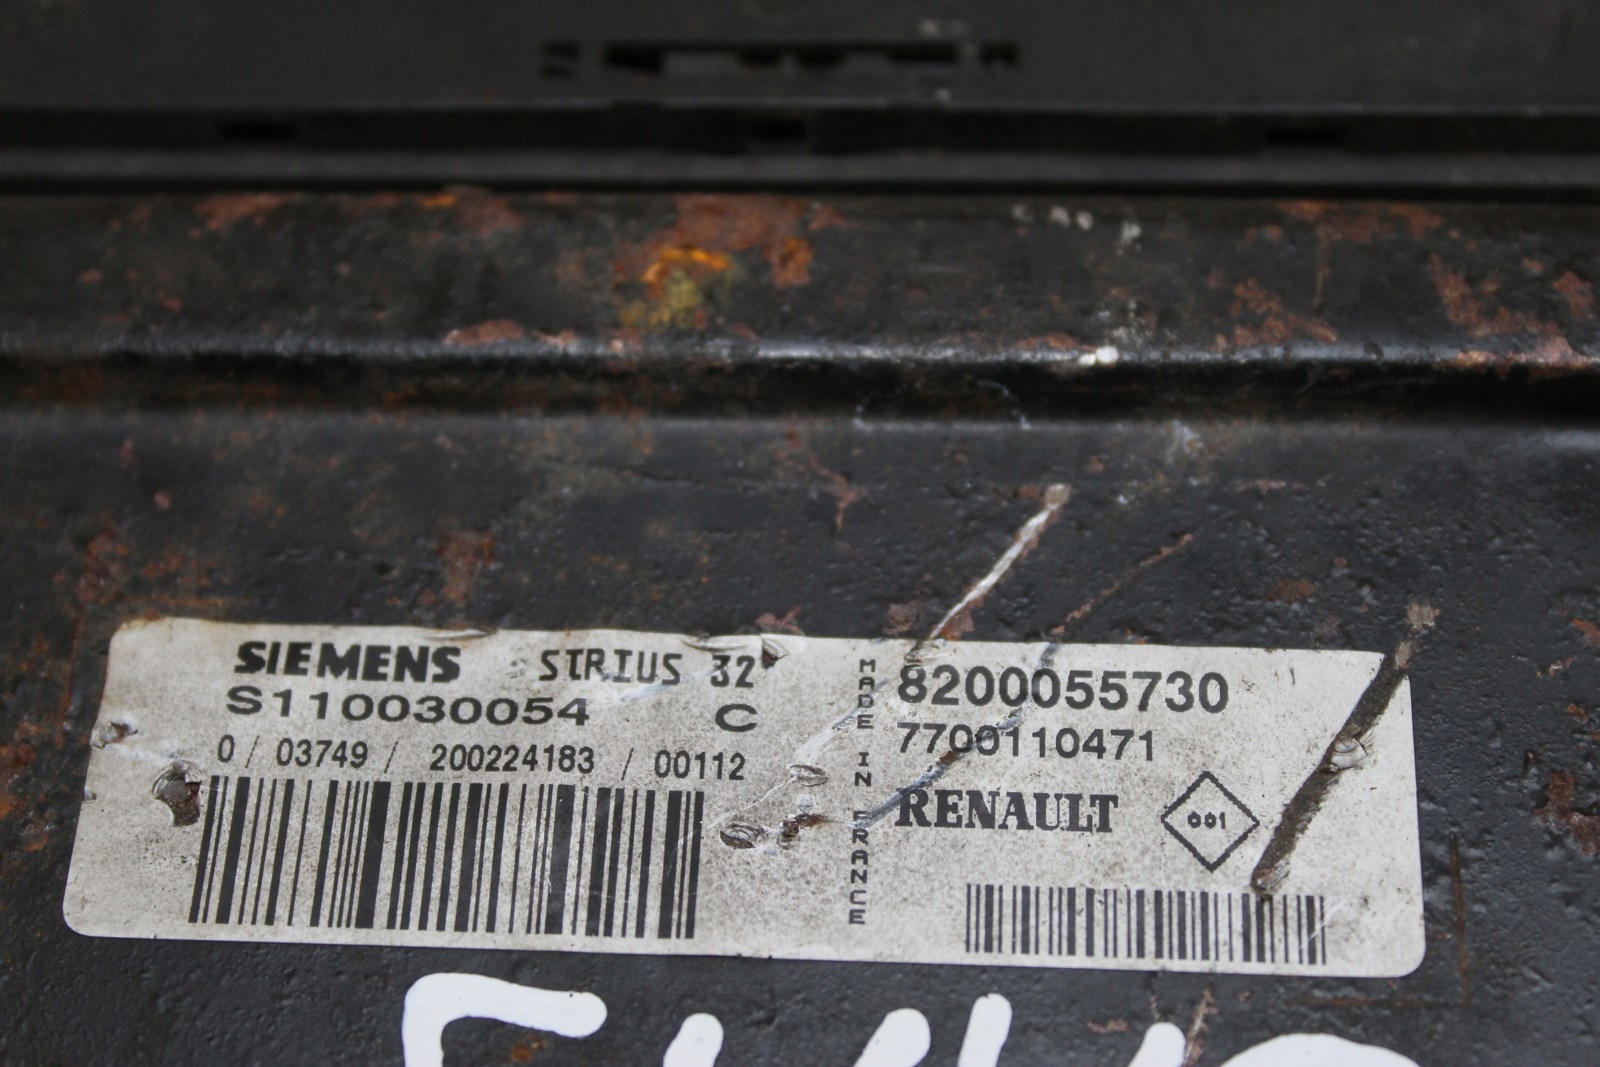 SIEMENS SIRIUS 32
S110030054 C
0 / 03749 / 200224183 / 00112
MADE IN FRANCE
8200055730
7700110471
RENAULT 001